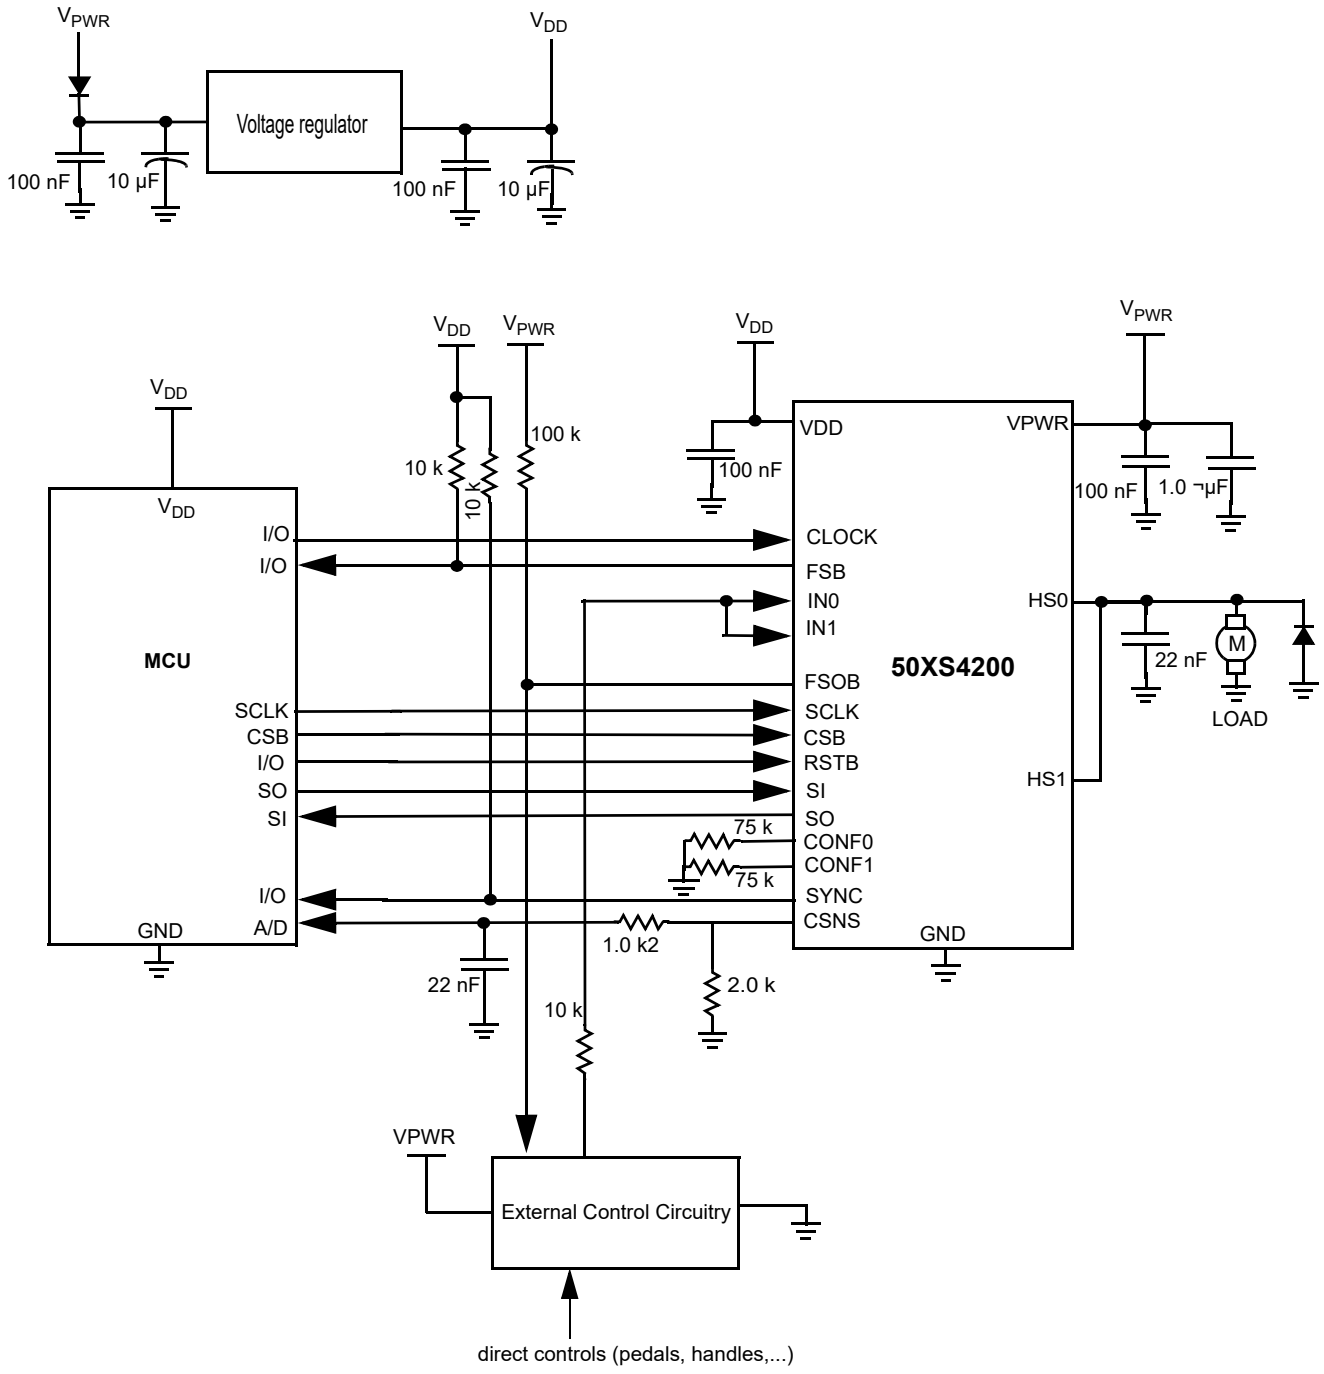 VPWR
VDD
Voltage regulator
100 nF
10 µF
100 nF
10 µF
VDD
VPWR
VDD
VPWR
VDD
10 k
10 k
100 k
100 nF
VDD
VPWR
100 nF
1.0 ¬µF
VDD
I/O
CLOCK
I/O
FSB
IN0
HS0
IN1
MCU
50XS4200
M
22 nF
FSOB
LOAD
SCLK
SCLK
CSB
CSB
I/O
RSTB
HS1
SO
SI
SI
SO
75 k
CONF0
CONF1
75 k
I/O
SYNC
A/D
CSNS
GND
GND
1.0 k2
22 nF
2.0 k
10 k
VPWR
External Control Circuitry
direct controls (pedals, handles,...)